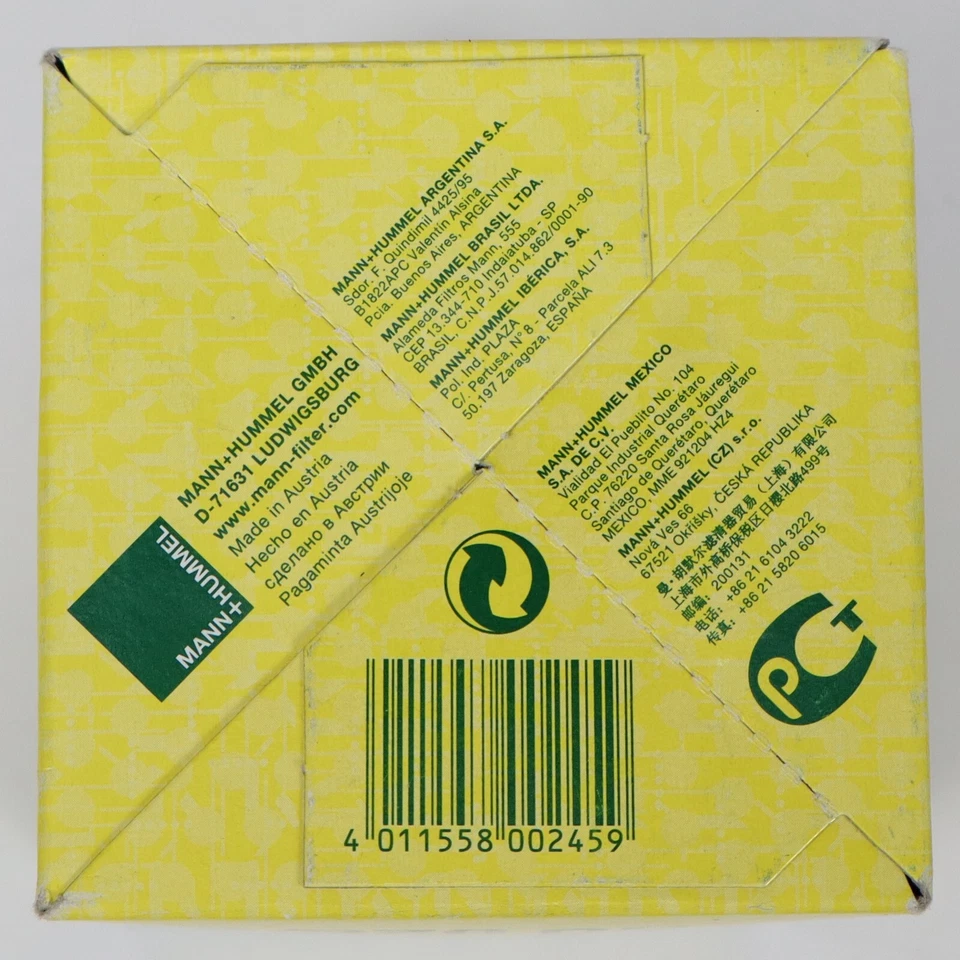 MANN+HUMMEL ARGENTINA S.A.
Sdor. F. Quindimil 4425/95
B1822APC Valentin Alsina
Pcia. Buenos Aires, ARGENTINA
MANN+HUMMEL BRASIL LTDA.
Alameda Filtros Mann, 555
CEP 13.344-710 Indaiatuba - SP
BRASIL, C.N.P.J.57.014.862/0001-90
MANN+HUMMEL IBÉRICA, S.A.
Pol. Ind. PLAZA
C/. Pertusa, N° 8 - Parcela ALI 7.3
50.197 Zaragoza, ESPAÑA
MANN+HUMMEL GMBH
D-71631 LUDWIGSBURG
www.mann-filter.com
Made in Austria
Hecho en Austria
сделано в Австрии
Pagaminta Austrijoje
MANN+HUMMEL
MANN+HUMMEL MEXICO
S.A. DE C.V.
Vialidad El Pueblito No. 104
Parque Industrial Querétaro
C.P. 76220 Santa Rosa Jáuregui
Santiago de Querétaro, Querétaro
MEXICO, MME 921204 HZ4
MANN+HUMMEL (CZ) s.r.o.
Nová Ves 66
67521 Okříšky, ČESKÁ REPUBLIKA
曼·胡默尔滤清器贸易（上海）有限公司
上海市外高桥保税区日樱北路499号
邮编: 200131
电话: +86 21 6104 3222
传真: +86 21 5820 6015
РСТ
4 011558 002459